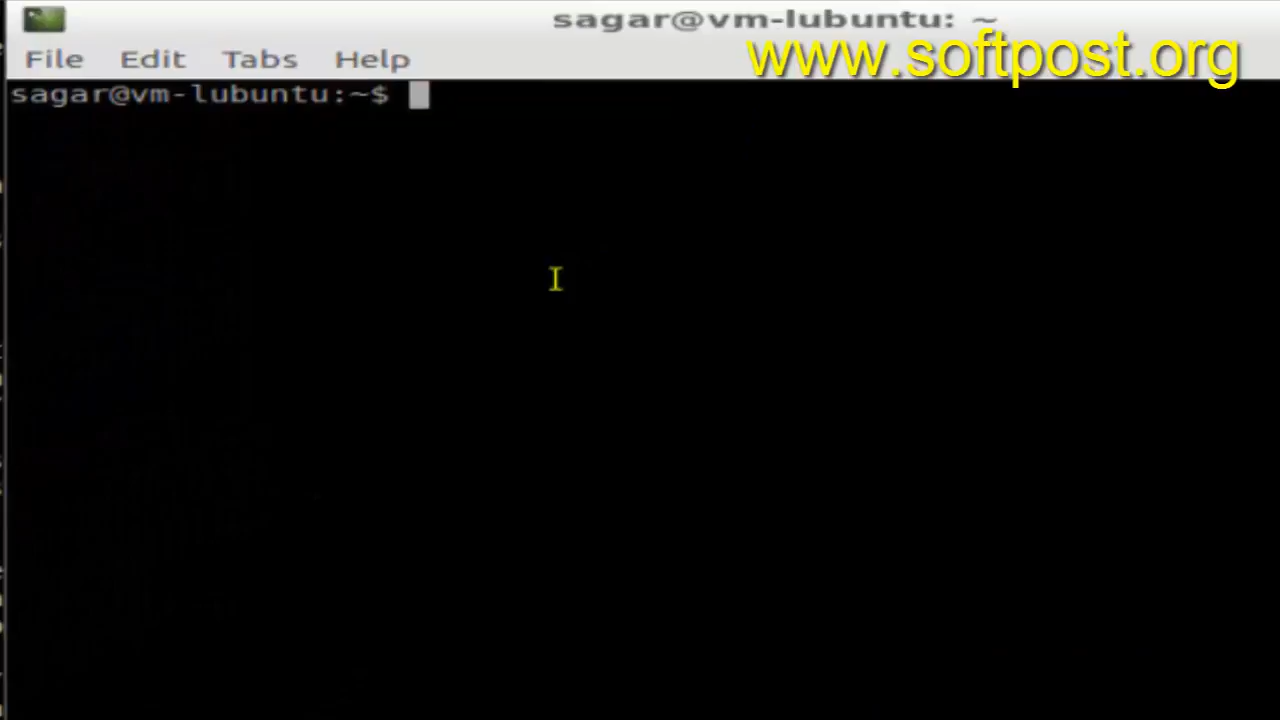 sagar@vm-lubuntu: ~
www.softpost.org
File Edit Tabs Help
sagar@vm-lubuntu:~$